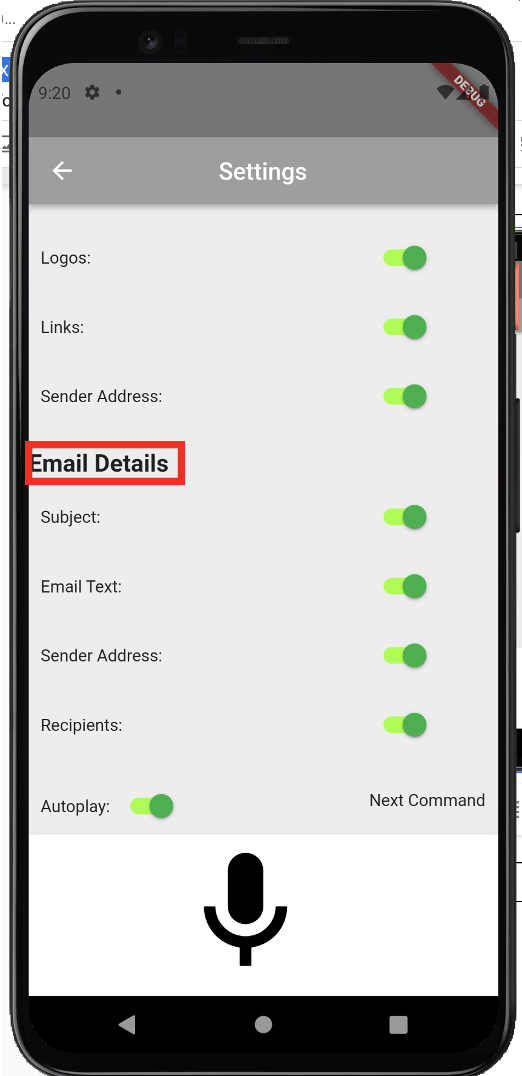 9:20
DEBUG
Settings
Logos:
Links:
Sender Address:
Email Details
Subject:
Email Text:
Sender Address:
Recipients:
Autoplay:
Next Command